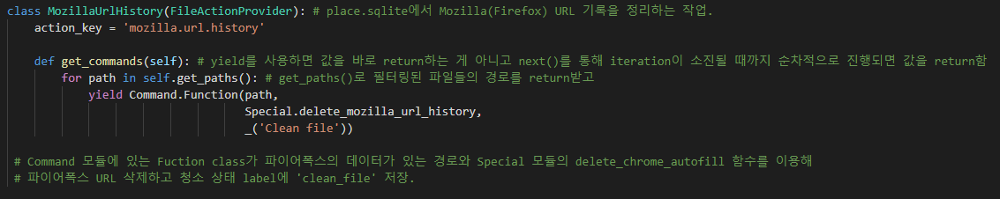 class MozillaUrlHistory(FileActionProvider): # place.sqlite에서 Mozilla(Firefox) URL 기록을 정리하는 작업.
action_key = 'mozilla.url.history'
def get_commands(self): # yield를 사용하면 값을 바로 return하는 게 아니고 next()를 통해 iteration이 소진될 때까지 순차적으로 진행되면 값을 return함
for path in self.get_paths(): # get_paths()로 필터링된 파일들의 경로를 return받고
yield Command.Function(path,
Special.delete_mozilla_url_history,
_('Clean file'))
# Command 모듈에 있는 Fuction class가 파이어폭스의 데이터가 있는 경로와 Special 모듈의 delete_chrome_autofill 함수를 이용해
# 파이어폭스 URL 삭제하고 청소 상태 label에 'clean_file' 저장.